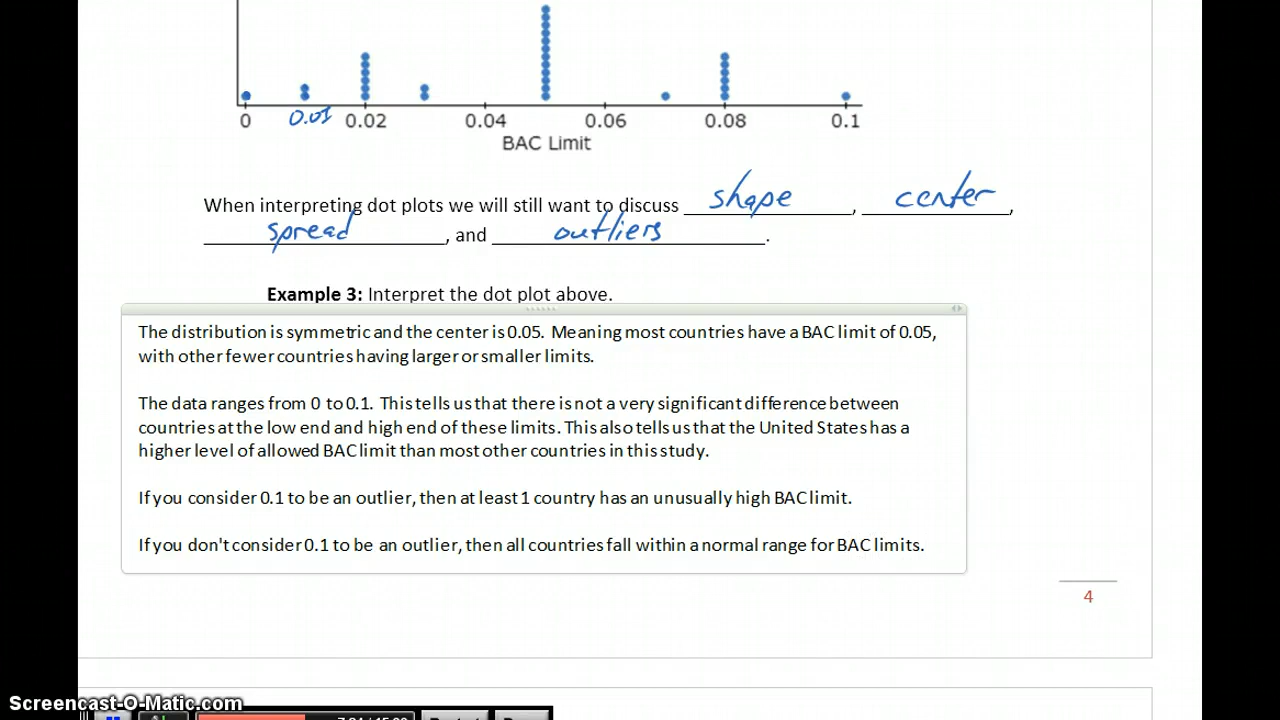 0 0.01 0.02 0.04 0.06 0.08 0.1
BAC Limit
When interpreting dot plots we will still want to discuss shape, center,
spread, and outliers.
Example 3: Interpret the dot plot above.
The distribution is symmetric and the center is 0.05. Meaning most countries have a BAC limit of 0.05,
with other fewer countries having larger or smaller limits.
The data ranges from 0 to 0.1. This tells us that there is not a very significant difference between
countries at the low end and high end of these limits. This also tells us that the United States has a
higher level of allowed BAC limit than most other countries in this study.
If you consider 0.1 to be an outlier, then at least 1 country has an unusually high BAC limit.
If you don't consider 0.1 to be an outlier, then all countries fall within a normal range for BAC limits.
4
Screencast-O-Matic.com